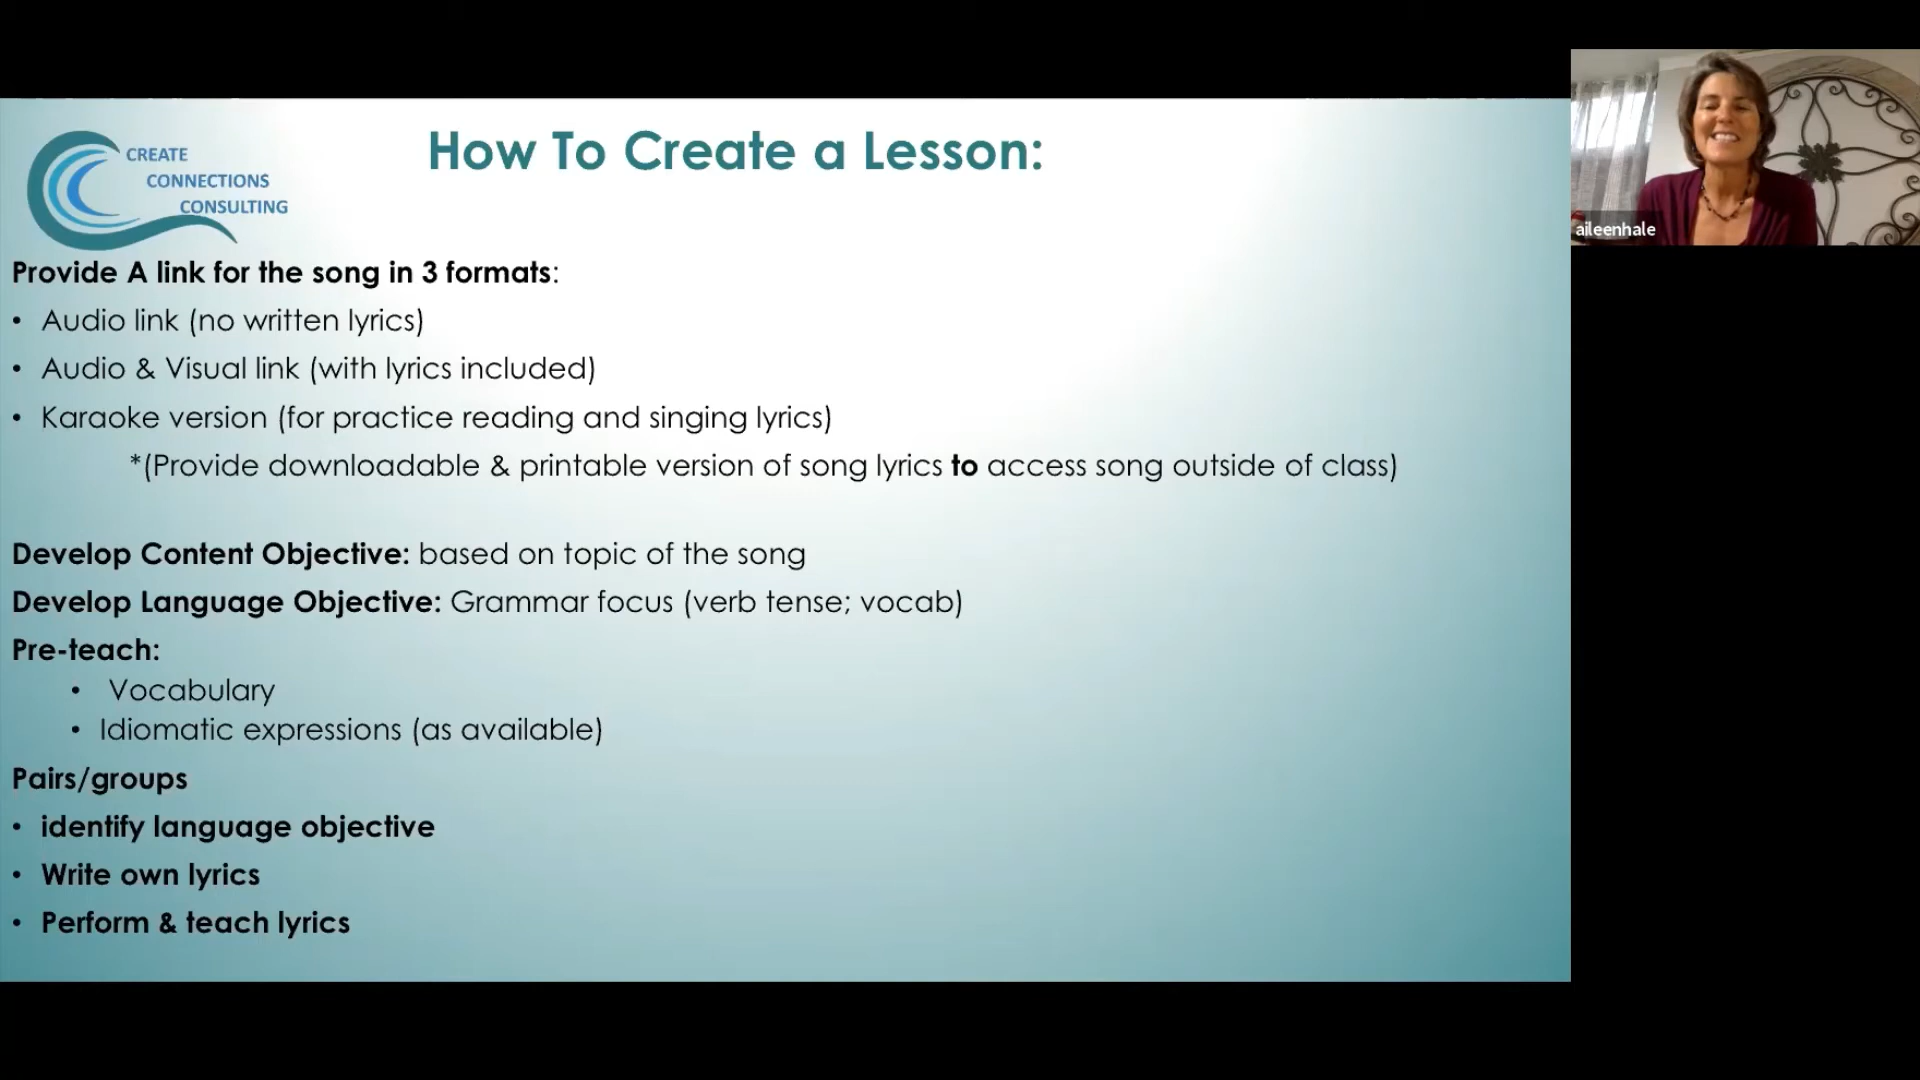 CREATE
CONNECTIONS
CONSULTING
How To Create a Lesson:
aileenhale
Provide A link for the song in 3 formats:
• Audio link (no written lyrics)
• Audio & Visual link (with lyrics included)
• Karaoke version (for practice reading and singing lyrics)
*(Provide downloadable & printable version of song lyrics to access song outside of class)
Develop Content Objective: based on topic of the song
Develop Language Objective: Grammar focus (verb tense; vocab)
Pre-teach:
• Vocabulary
• Idiomatic expressions (as available)
Pairs/groups
• identify language objective
• Write own lyrics
• Perform & teach lyrics